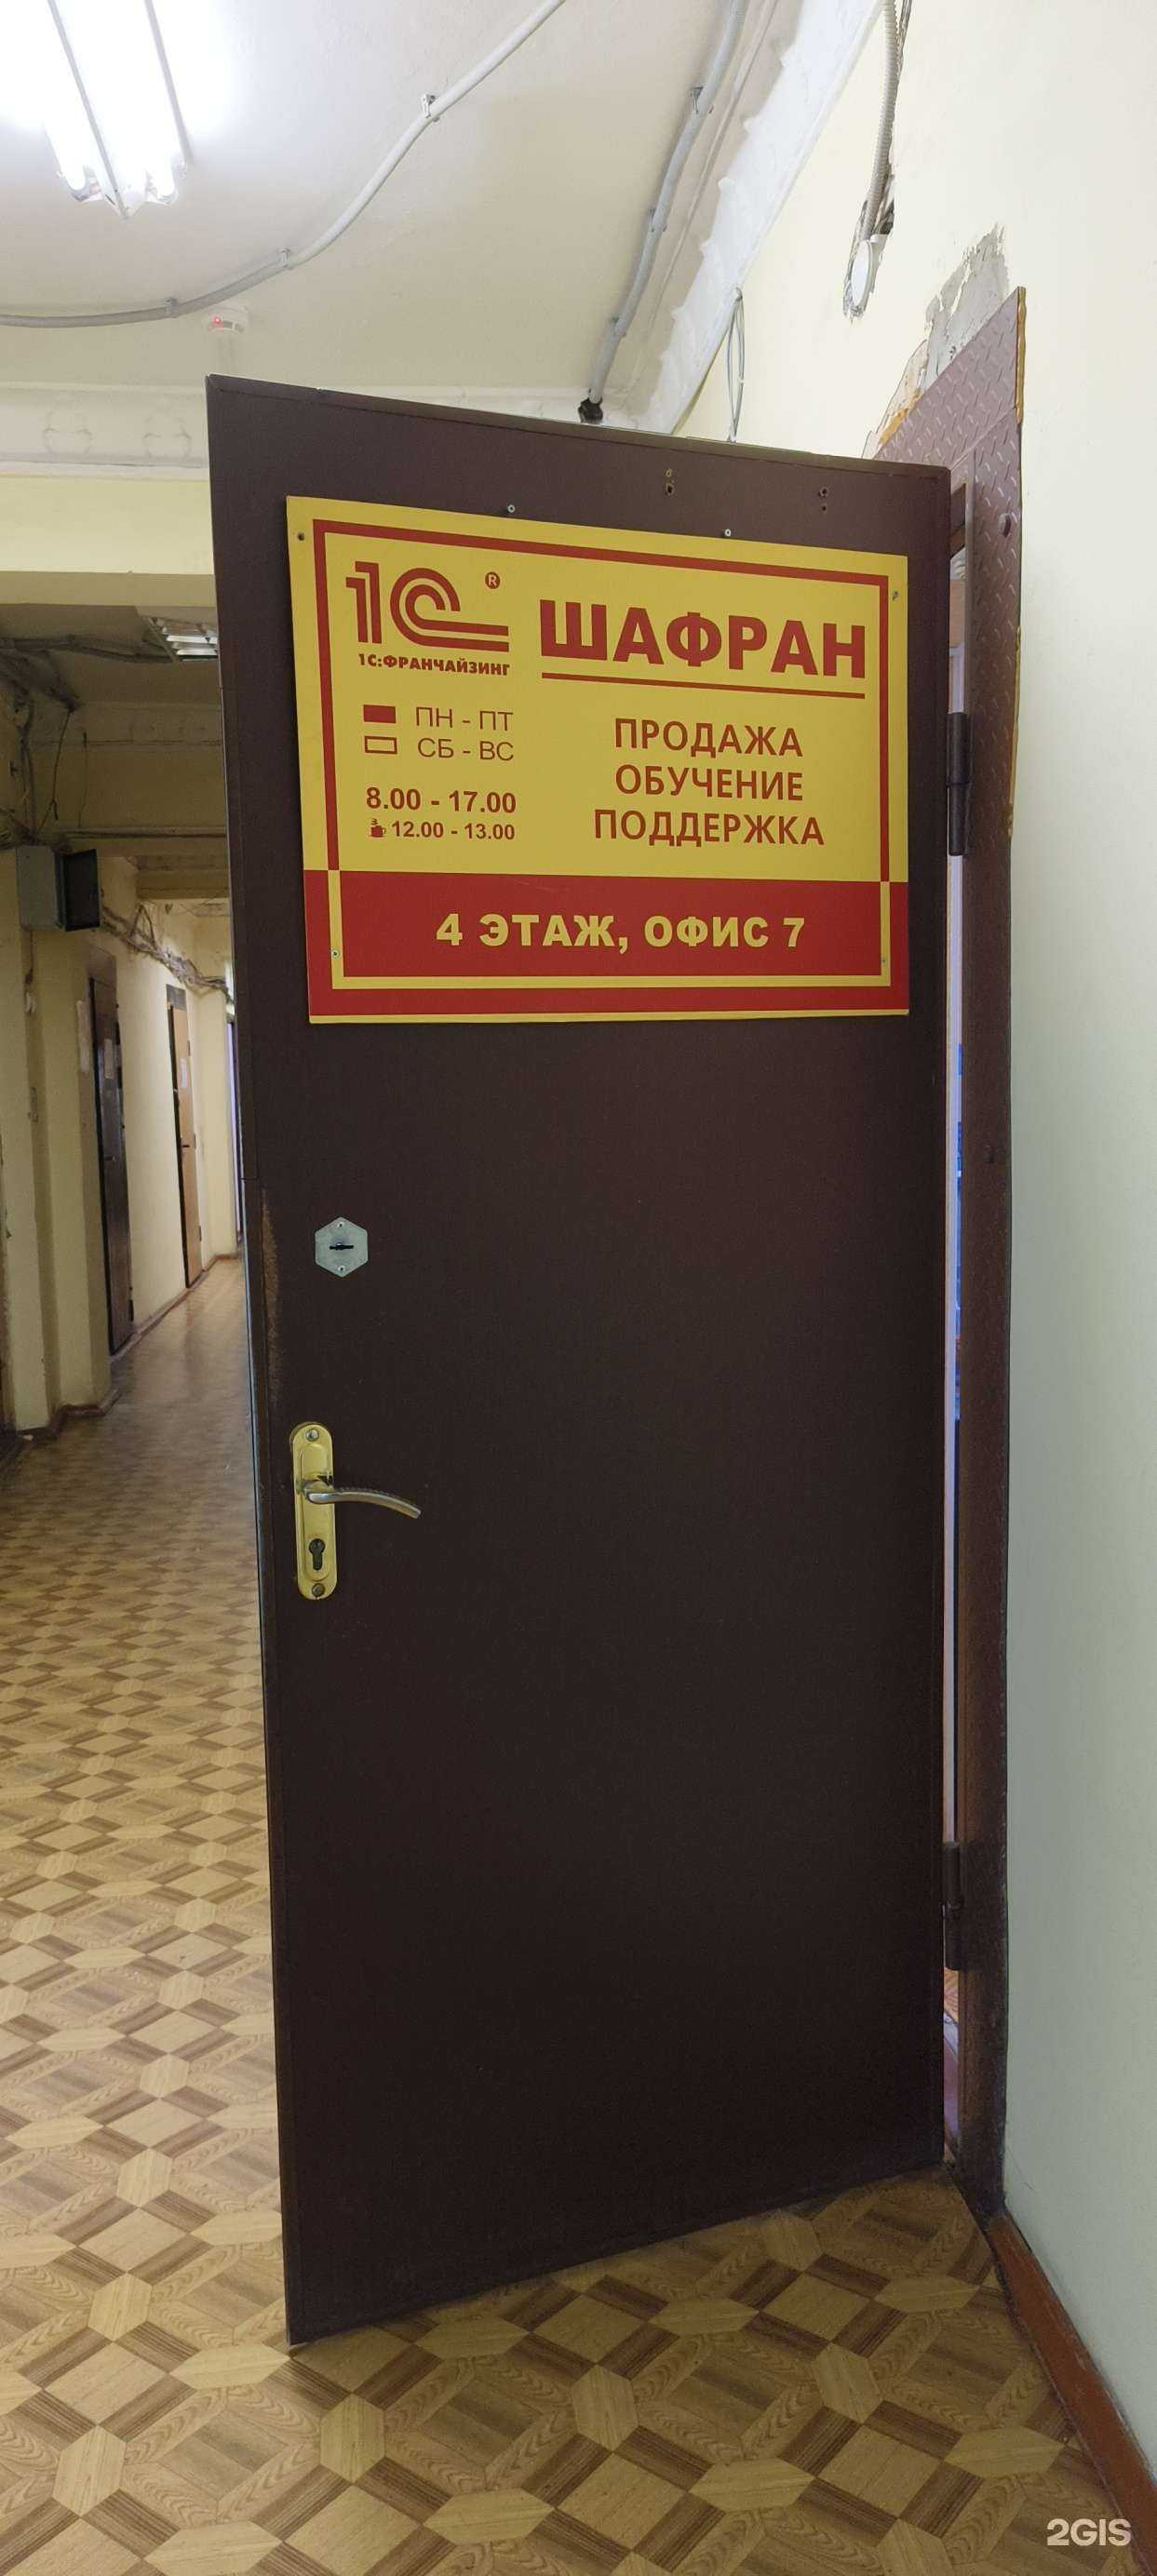 1С ®
1С:ФРАНЧАЙЗИНГ
ШАФРАН
ПН - ПТ
СБ - ВС
8.00 - 17.00
12.00 - 13.00
ПРОДАЖА
ОБУЧЕНИЕ
ПОДДЕРЖКА
4 ЭТАЖ, ОФИС 7
2GIS